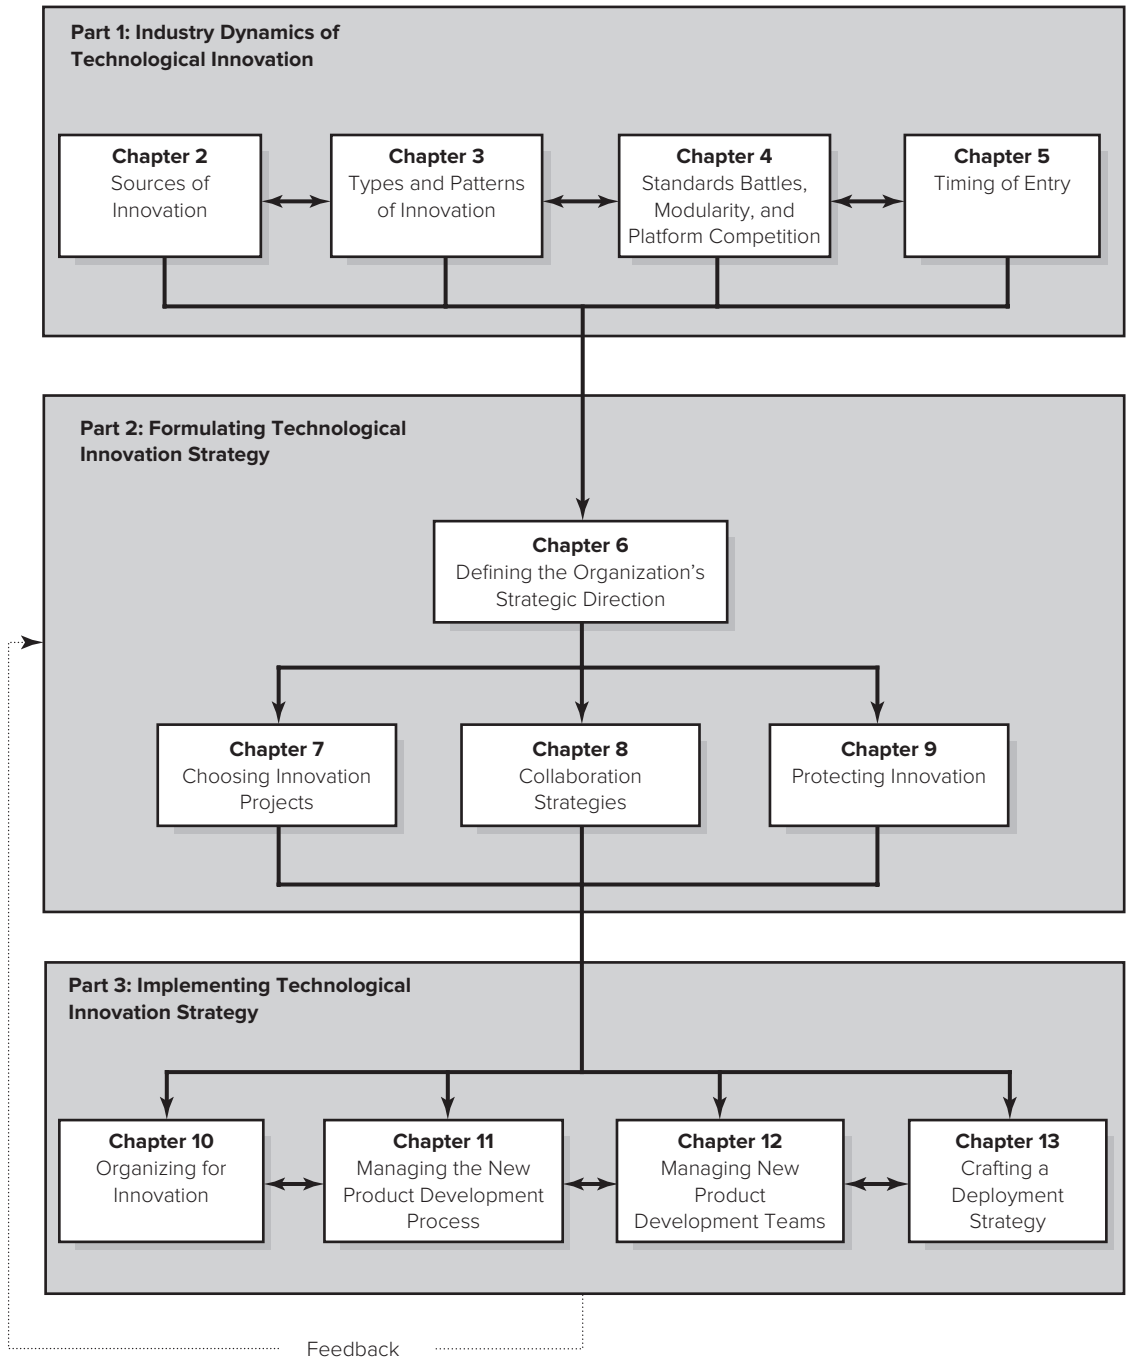 Part 1: Industry Dynamics of
Technological Innovation
Chapter 2
Sources of
Innovation
Chapter 3
Types and Patterns
of Innovation
Chapter 4
Standards Battles,
Modularity, and
Platform Competition
Chapter 5
Timing of Entry
Part 2: Formulating Technological
Innovation Strategy
Chapter 6
Defining the Organization’s
Strategic Direction
Chapter 7
Choosing Innovation
Projects
Chapter 8
Collaboration
Strategies
Chapter 9
Protecting Innovation
Part 3: Implementing Technological
Innovation Strategy
Chapter 10
Organizing for
Innovation
Chapter 11
Managing the New
Product Development
Process
Chapter 12
Managing New
Product
Development Teams
Chapter 13
Crafting a
Deployment
Strategy
Feedback